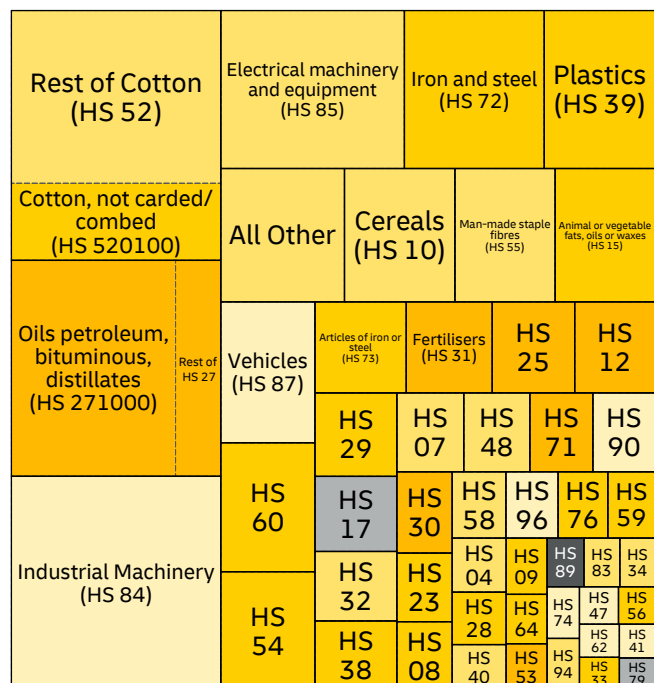 Rest of Cotton
(HS 52)
Electrical machinery
and equipment
(HS 85)
Iron and steel
(HS 72)
Plastics
(HS 39)
Cotton, not carded/
combed
(HS 520100)
All Other
Cereals
(HS 10)
Man-made staple
fibres
(HS 55)
Animal or vegetable
fats, oils or waxes
(HS 15)
Oils petroleum,
bituminous,
distillates
(HS 271000)
Rest of
HS 27
Vehicles
(HS 87)
Articles of iron or
steel
(HS 73)
Fertilisers
(HS 31)
HS
25
HS
12
HS
29
HS
07
HS
48
HS
71
HS
90
HS
60
HS
17
HS
30
HS
58
HS
96
HS
76
HS
59
Industrial Machinery
(HS 84)
HS
54
HS
32
HS
23
HS
04
HS
09
HS
89
HS
83
HS
34
HS
28
HS
64
HS
74
HS
47
HS
56
HS
38
HS
08
HS
40
HS
53
HS
94
HS
62
HS
41
HS
33
HS
79